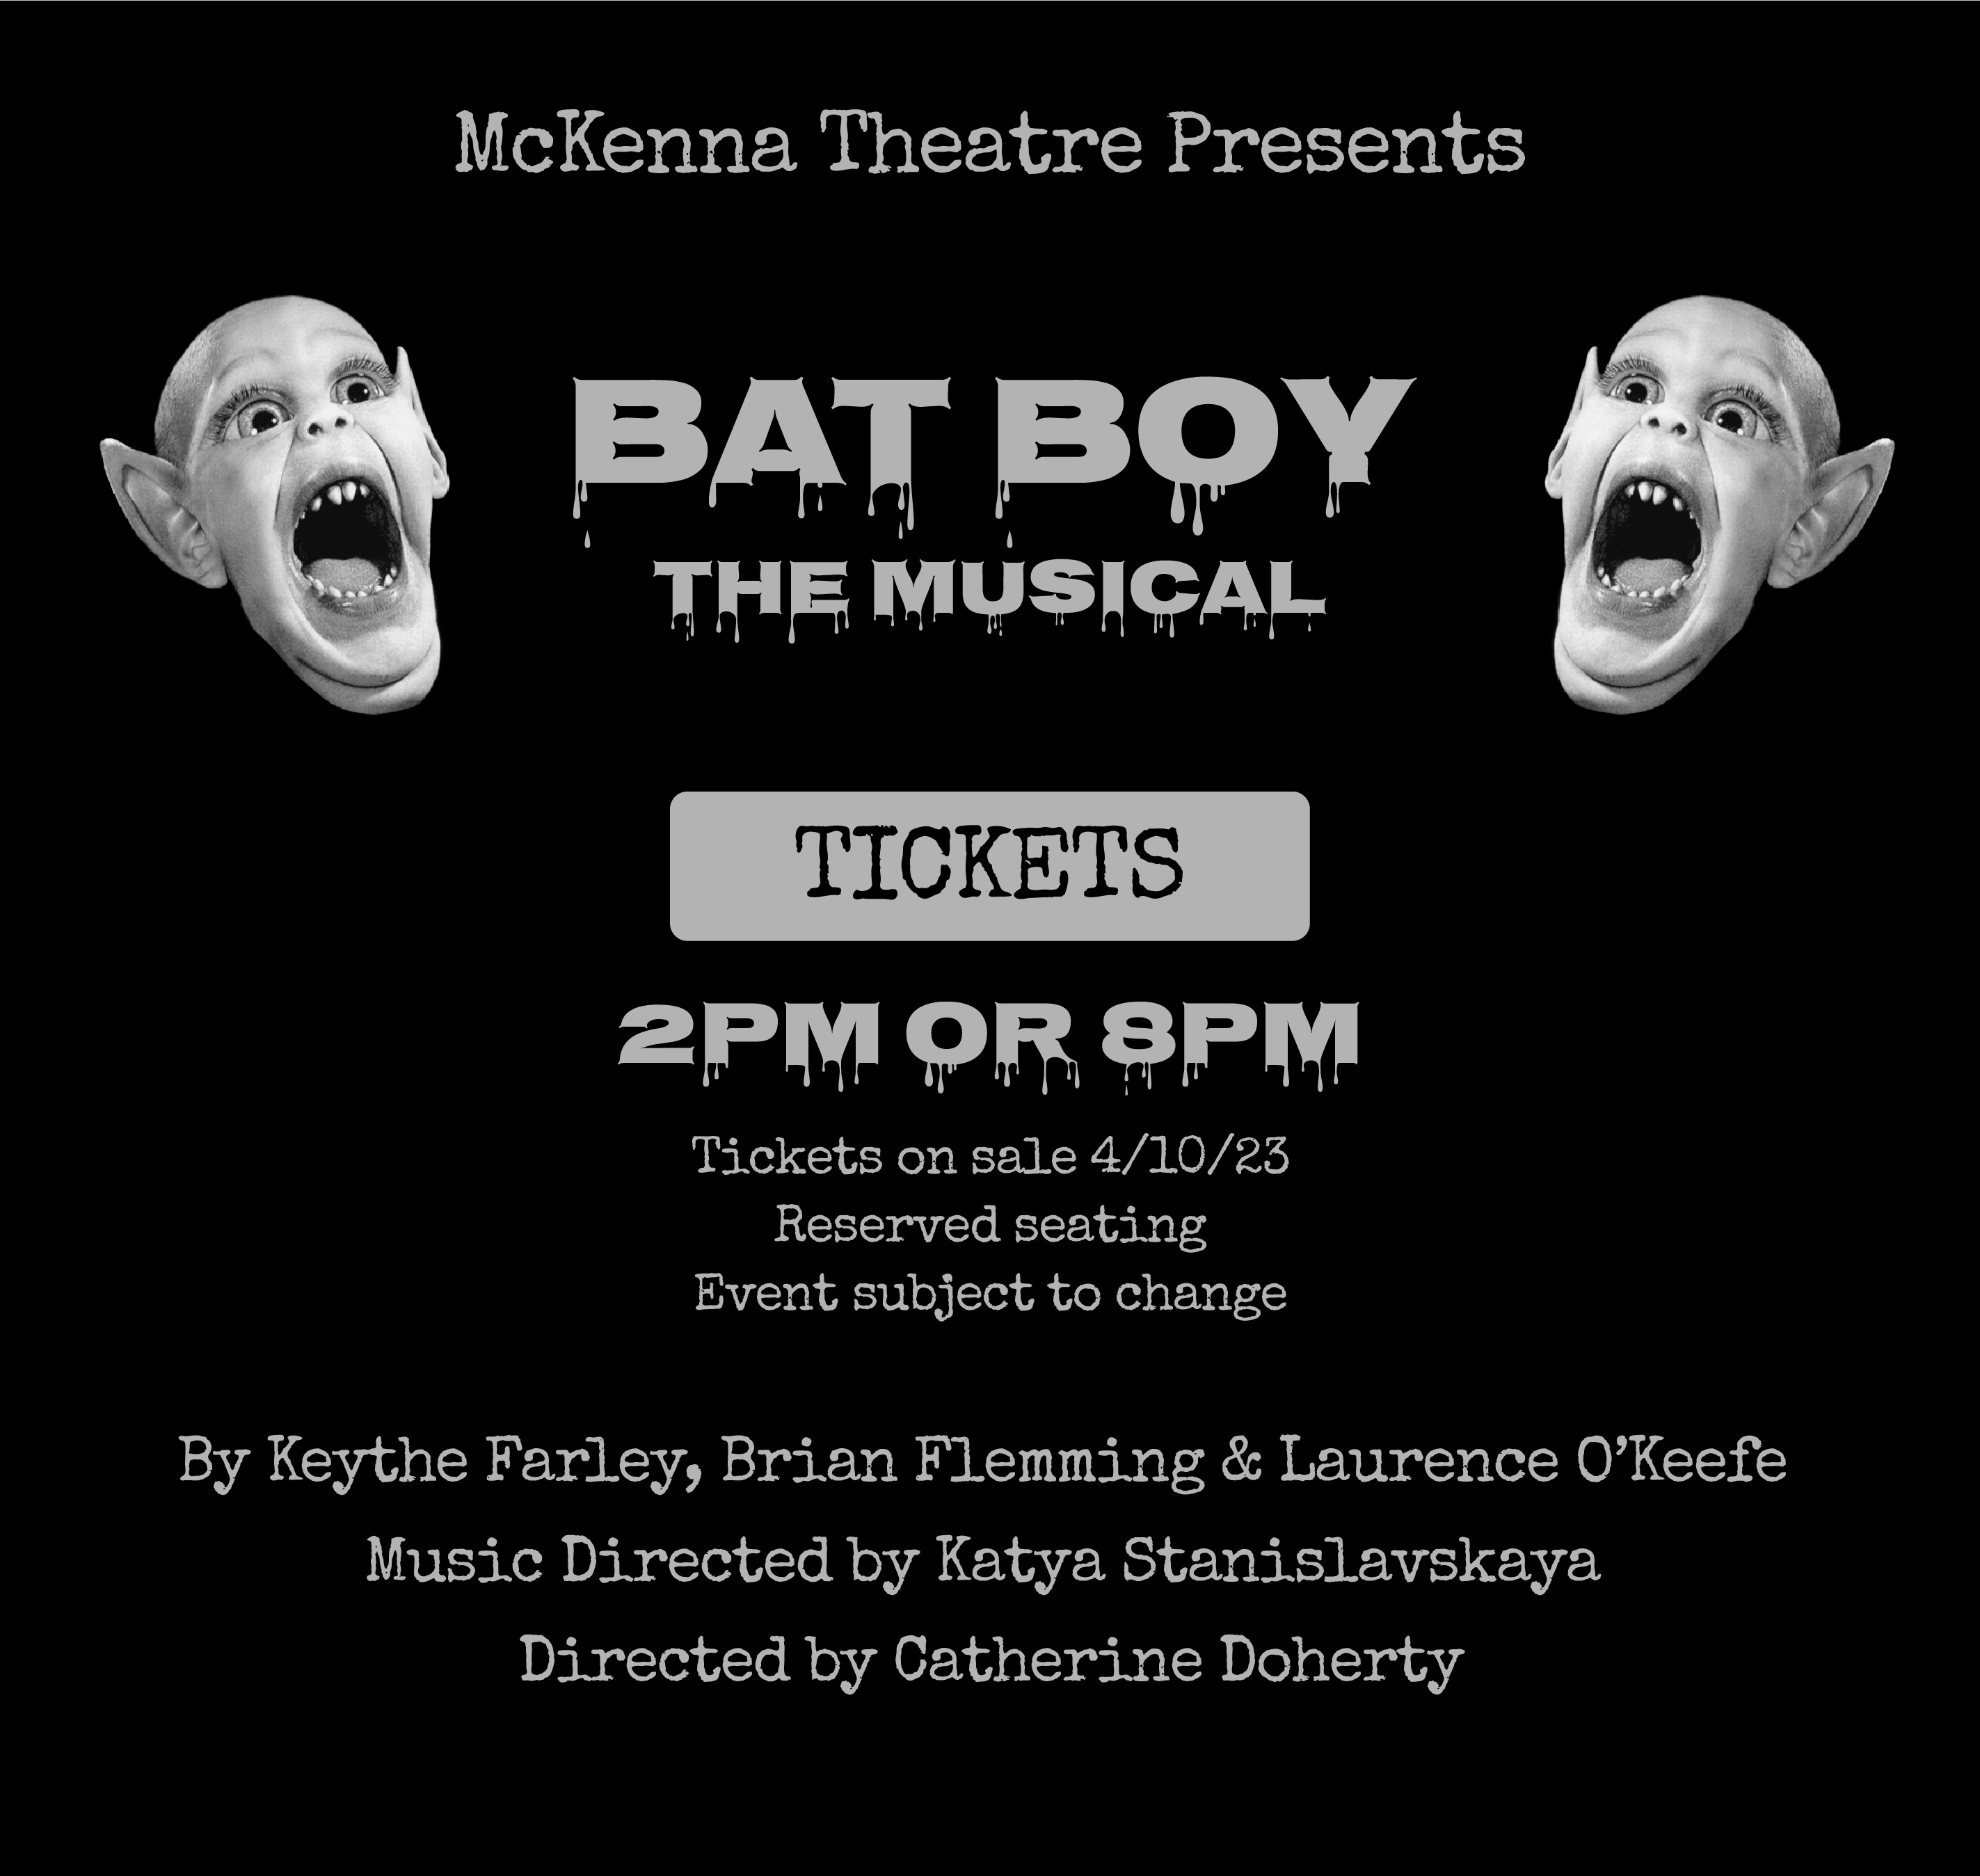 McKenna Theatre Presents
BAT BOY
THE MUSICAL
TICKETS
2PM OR 8PM
Tickets on sale 4/10/23
Reserved seating
Event subject to change
By Keythe Farley, Brian Flemming & Laurence O’Keefe
Music Directed by Katya Stanislavskaya
Directed by Catherine Doherty